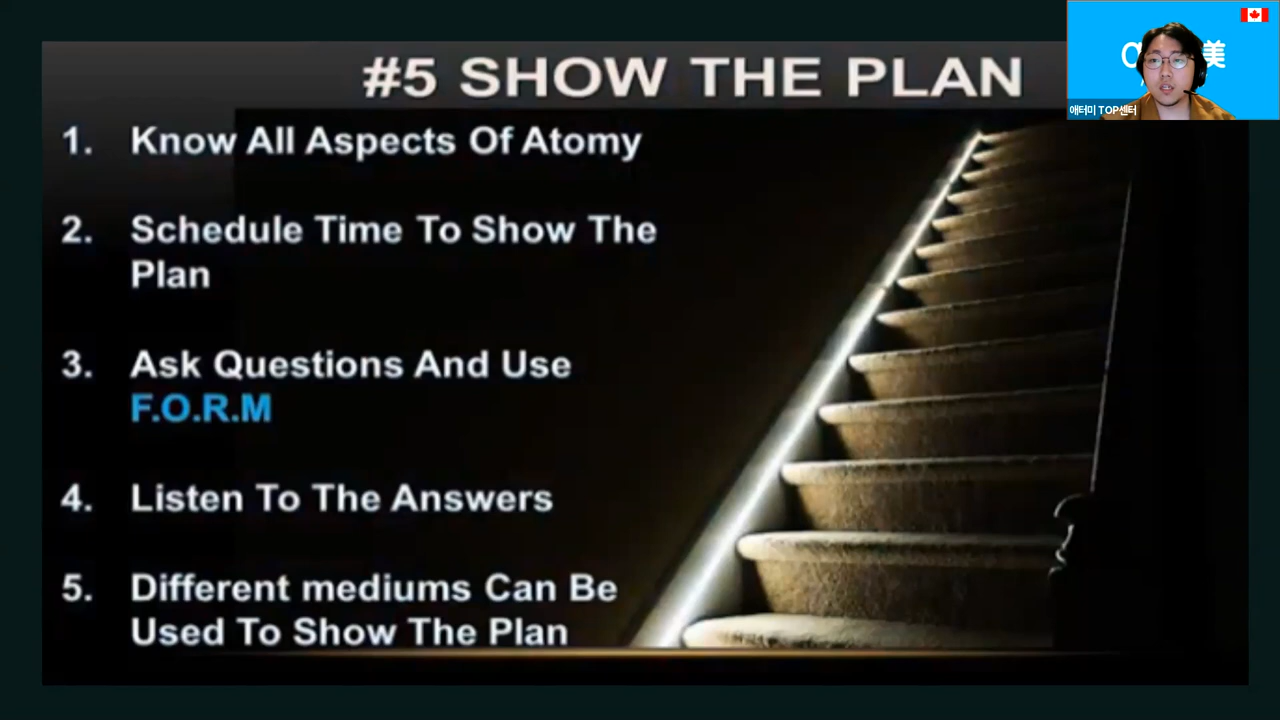 #5 SHOW THE PLAN
1. Know All Aspects Of Atomy
2. Schedule Time To Show The
Plan
3. Ask Questions And Use
F.O.R.M
4. Listen To The Answers
5. Different mediums Can Be
Used To Show The Plan
美
애터미 TOP센터